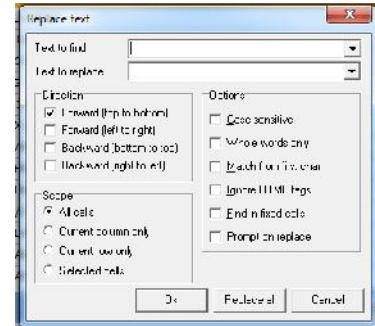 Replace text
Text to find
Text to replace
Direction
Forward (top to bottom)
Forward (left to right)
Backward (bottom to top)
Backward (right to left)
Scope
All cells
Current column only
Current row only
Selected cells
Options
Case sensitive
Whole words only
Match from first char
Ignore HTML tags
Find in fixed cells
Prompt on replace
Ok
Replace all
Cancel